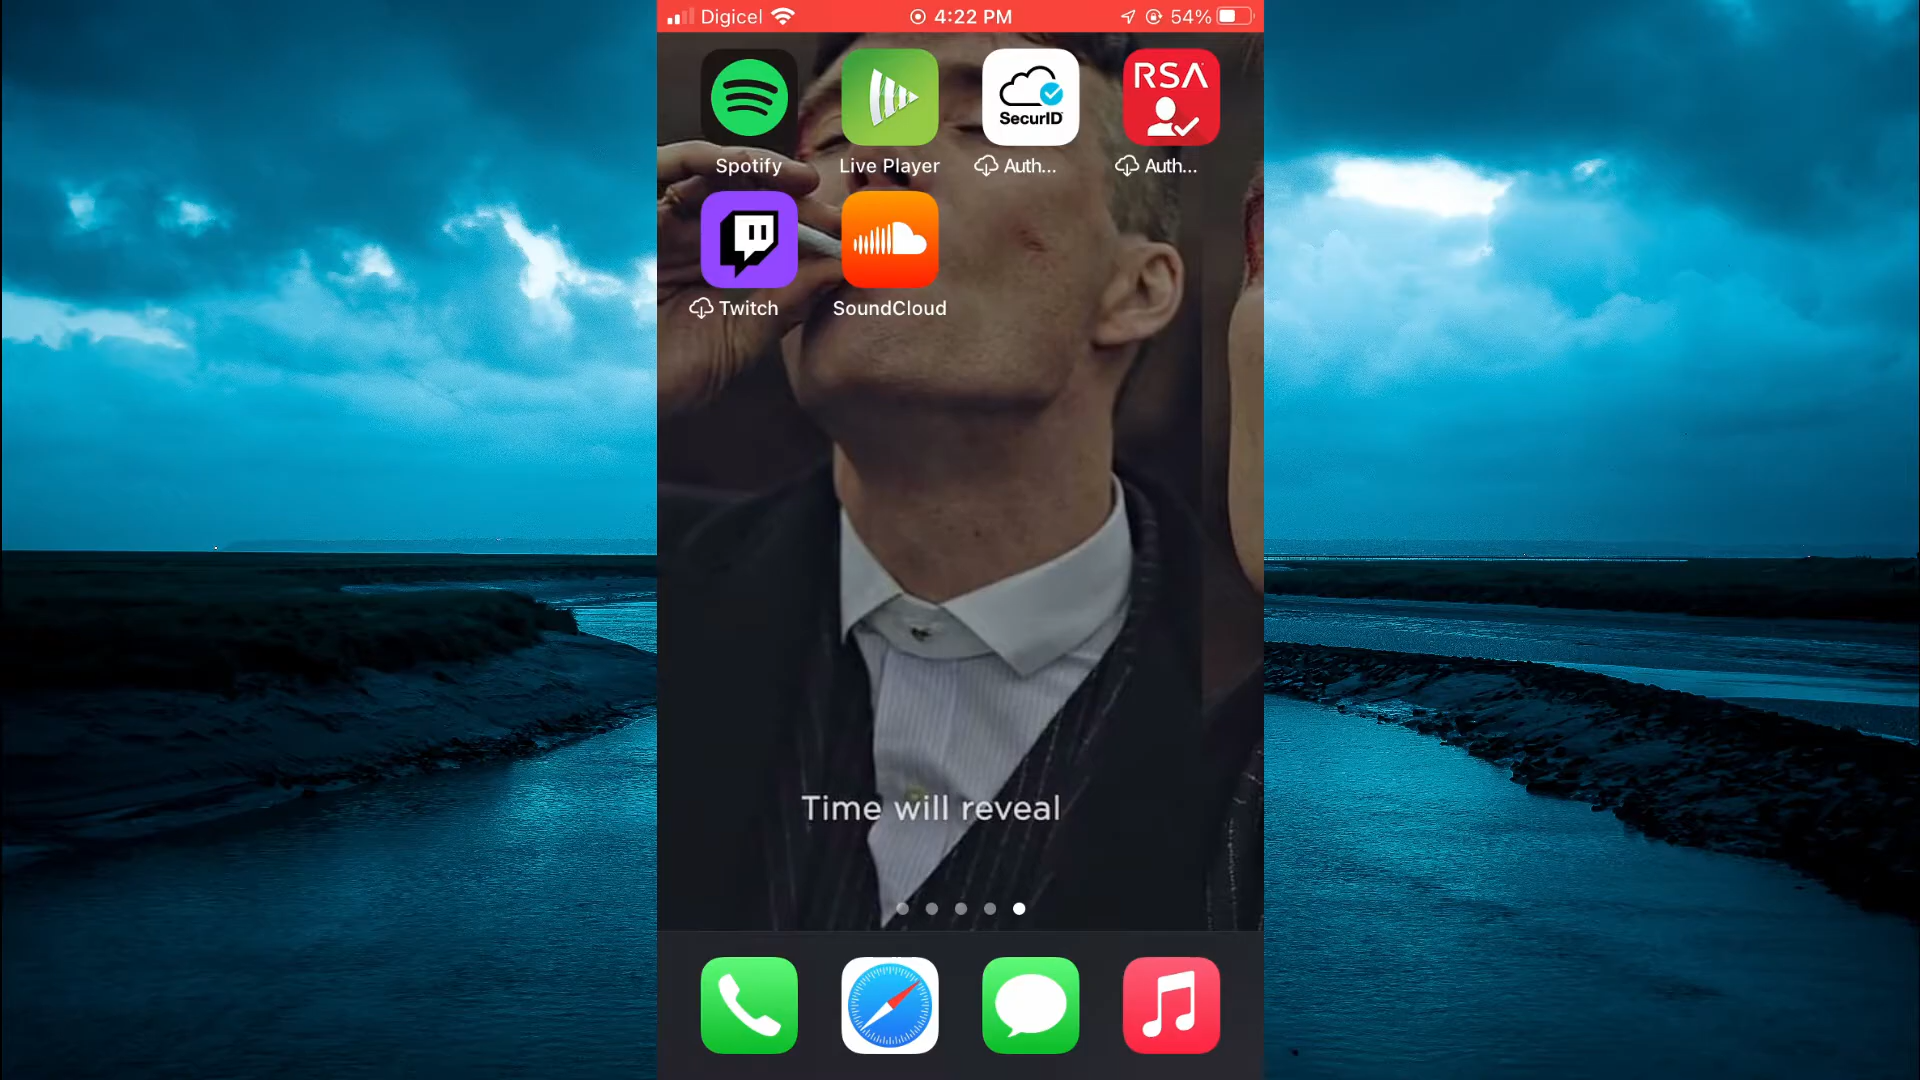 Digicel 4:22 PM 54%
SecurID
RSA
Spotify Live Player Auth... Auth...
Twitch SoundCloud
Time will reveal